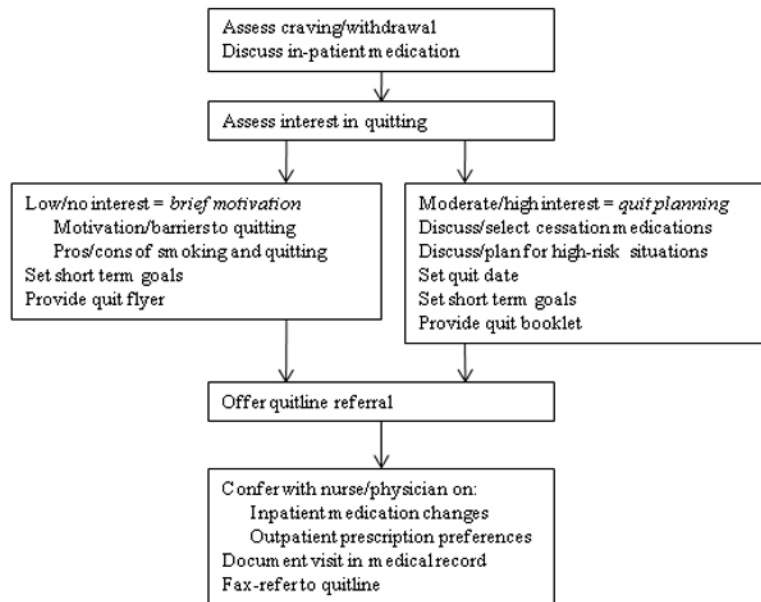 Assess craving/withdrawal
Discuss in-patient medication
Assess interest in quitting
Low/no interest = brief motivation
Motivation/barriers to quitting
Pros/cons of smoking and quitting
Set short term goals
Provide quit flyer
Moderate/high interest = quit planning
Discuss/select cessation medications
Discuss/plan for high-risk situations
Set quit date
Set short term goals
Provide quit booklet
Offer quitline referral
Confer with nurse/physician on:
Inpatient medication changes
Outpatient prescription preferences
Document visit in medical record
Fax-refer to quitline